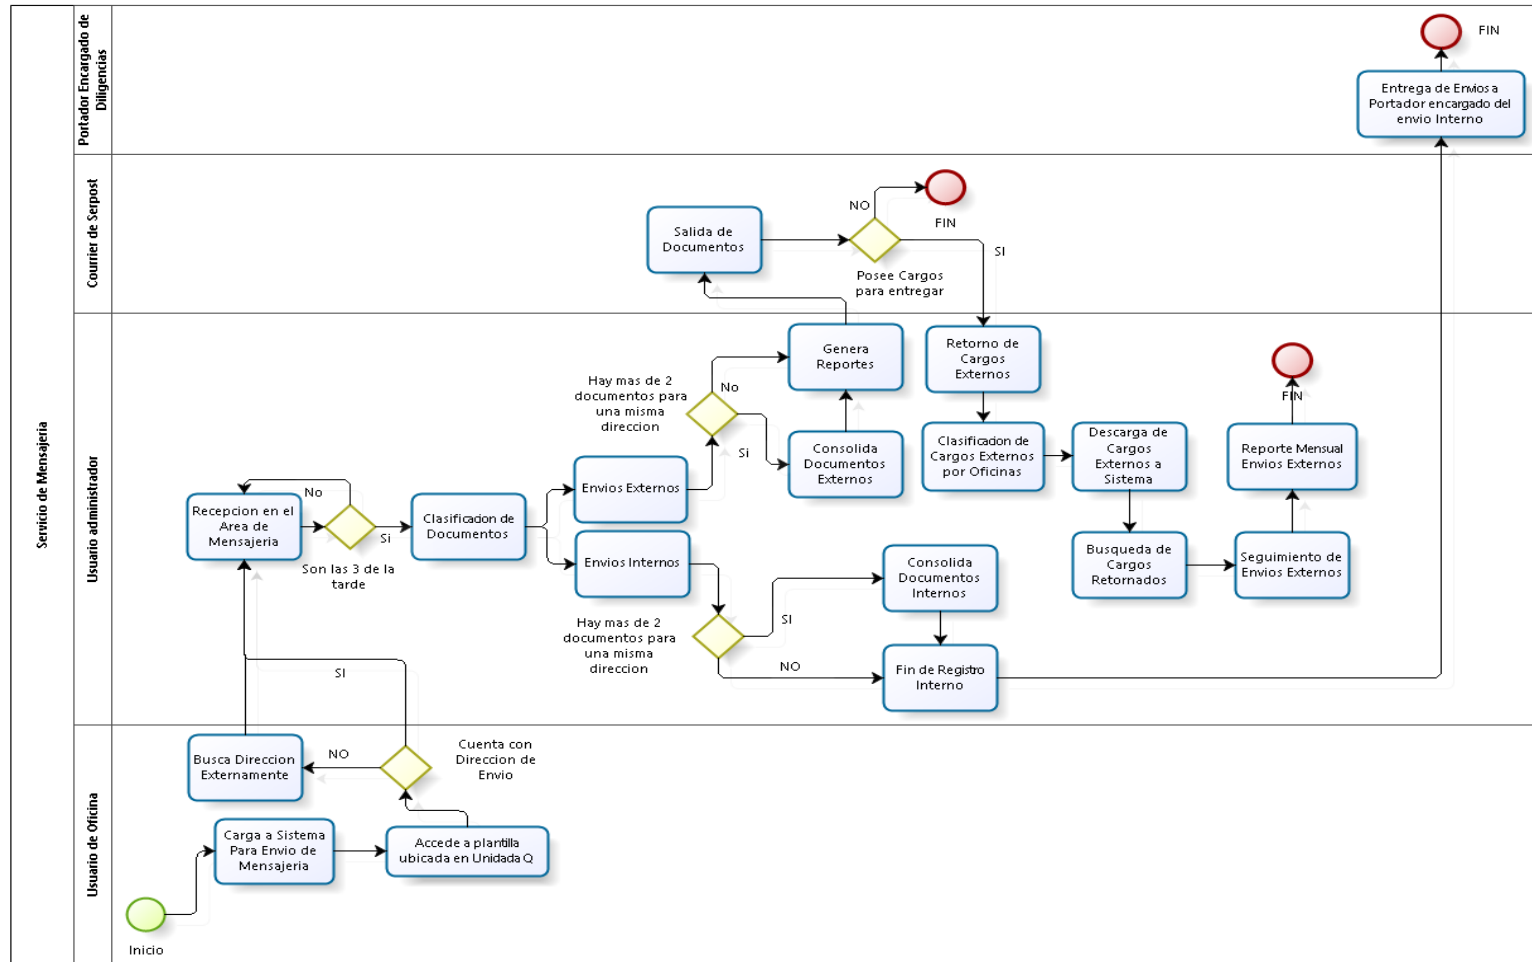 Servicio de Mensajeria
Portador Encargado de
Diligencias
FIN
Entrega de Envios a
Portador encargado del
envio Interno
Courrier de Serpost
Salida de
Documentos
NO
FIN
SI
Posee Cargos
para entregar
Usuario administrador
Genera
Reportes
Retorno de
Cargos
Externos
Hay mas de 2
documentos para
una misma
direccion
No
Si
FIN
Consolida
Documentos
Externos
Clasificacion de
Cargos Externos
por Oficinas
Descarga de
Cargos
Externos a
Sistema
Reporte Mensual
Envios Externos
Envios Externos
No
Recepcion en el
Area de
Mensajeria
Si
Son las 3 de la
tarde
Clasificacion de
Documentos
Envios Internos
Consolida
Documentos
Internos
Busqueda de
Cargos
Retornados
Seguimiento de
Envios Externos
Hay mas de 2
documentos para
una misma
direccion
SI
NO
Fin de Registro
Interno
SI
Usuario de Oficina
Busca Direccion
Externamente
NO
Cuenta con
Direccion de
Envio
Carga a Sistema
Para Envio de
Mensajeria
Accede a plantilla
ubicada en Unidada Q
Inicio